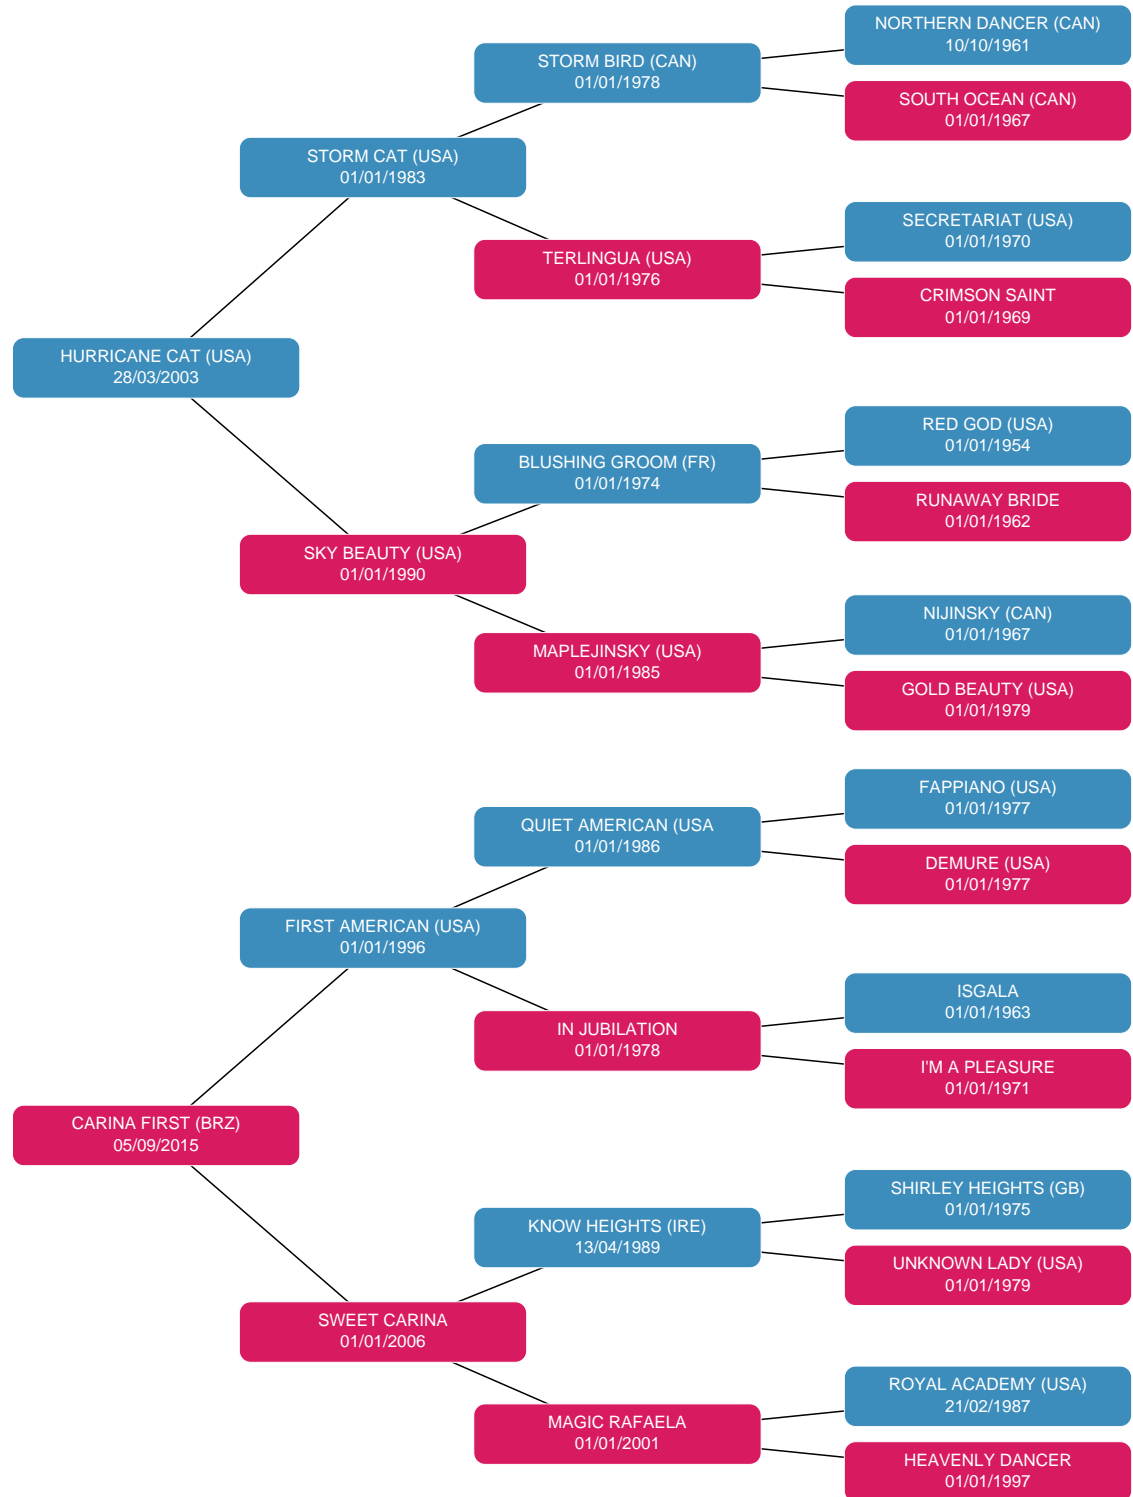 NORTHERN DANCER (CAN)
10/10/1961
STORM BIRD (CAN)
01/01/1978
SOUTH OCEAN (CAN)
01/01/1967
STORM CAT (USA)
01/01/1983
SECRETARIAT (USA)
01/01/1970
TERLINGUA (USA)
01/01/1976
CRIMSON SAINT
01/01/1969
HURRICANE CAT (USA)
28/03/2003
RED GOD (USA)
01/01/1954
BLUSHING GROOM (FR)
01/01/1974
RUNAWAY BRIDE
01/01/1962
SKY BEAUTY (USA)
01/01/1990
NIJINSKY (CAN)
01/01/1967
MAPLEJINSKY (USA)
01/01/1985
GOLD BEAUTY (USA)
01/01/1979
FAPPIANO (USA)
01/01/1977
QUIET AMERICAN (USA
01/01/1986
DEMURE (USA)
01/01/1977
FIRST AMERICAN (USA)
01/01/1996
ISGALA
01/01/1963
IN JUBILATION
01/01/1978
I'M A PLEASURE
01/01/1971
CARINA FIRST (BRZ)
05/09/2015
SHIRLEY HEIGHTS (GB)
01/01/1975
KNOW HEIGHTS (IRE)
13/04/1989
UNKNOWN LADY (USA)
01/01/1979
SWEET CARINA
01/01/2006
ROYAL ACADEMY (USA)
21/02/1987
MAGIC RAFAELA
01/01/2001
HEAVENLY DANCER
01/01/1997